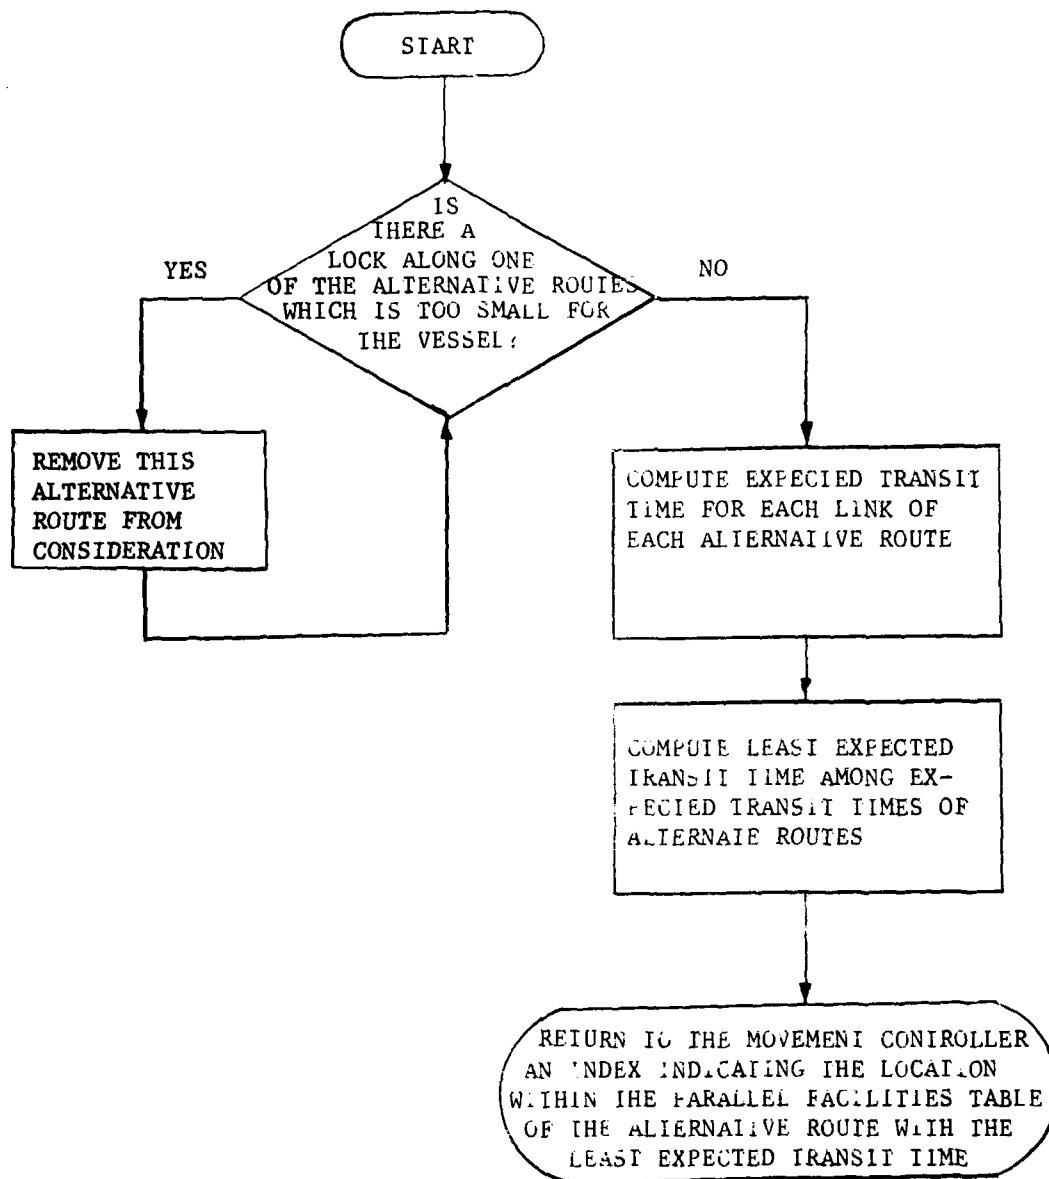 START
IS
THERE A
LOCK ALONG ONE
OF THE ALTERNATIVE ROUTES
WHICH IS TOO SMALL FOR
THE VESSEL?
YES
NO
REMOVE THIS
ALTERNATIVE
ROUTE FROM
CONSIDERATION
COMPUTE EXPECTED TRANSIT
TIME FOR EACH LINK OF
EACH ALTERNATIVE ROUTE
COMPUTE LEAST EXPECTED
TRANSIT TIME AMONG EX-
PECTED TRANSIT TIMES OF
ALTERNATE ROUTES
RETURN TO THE MOVEMENT CONTROLLER
AN INDEX INDICATING THE LOCATION
WITHIN THE PARALLEL FACILITIES TABLE
OF THE ALTERNATIVE ROUTE WITH THE
LEAST EXPECTED TRANSIT TIME